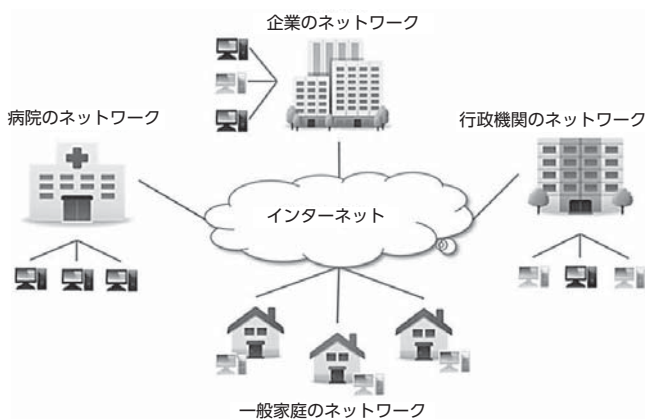 企業のネットワーク
病院のネットワーク
行政機関のネットワーク
インターネット
一般家庭のネットワーク